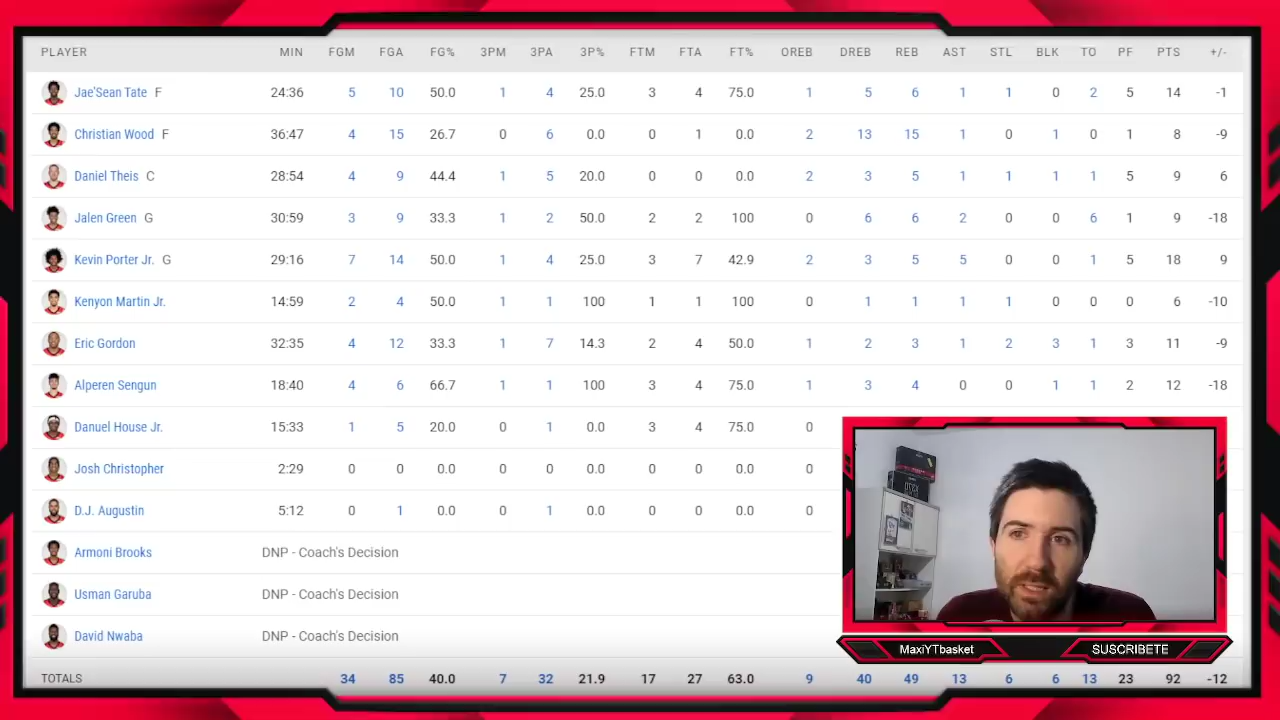 PLAYER MIN FGM FGA FG% 3PM 3PA 3P% FTM FTA FT% OREB DREB REB AST STL BLK TO PF PTS +/-
Jae'Sean Tate F 24:36 5 10 50.0 1 4 25.0 3 4 75.0 1 5 6 1 1 0 2 5 14 -1
Christian Wood F 36:47 4 15 26.7 0 6 0.0 0 1 0.0 2 13 15 1 0 1 0 1 8 -9
Daniel Theis C 28:54 4 9 44.4 1 5 20.0 0 0 0.0 2 3 5 1 1 1 1 5 9 6
Jalen Green G 30:59 3 9 33.3 1 2 50.0 2 2 100 0 6 6 2 0 0 6 1 9 -18
Kevin Porter Jr. G 29:16 7 14 50.0 1 4 25.0 3 7 42.9 2 3 5 5 0 0 1 5 18 9
Kenyon Martin Jr. 14:59 2 4 50.0 1 1 100 1 1 100 0 1 1 1 1 0 0 0 6 -10
Eric Gordon 32:35 4 12 33.3 1 7 14.3 2 4 50.0 1 2 3 1 2 3 1 3 11 -9
Alperen Sengun 18:40 4 6 66.7 1 1 100 3 4 75.0 1 3 4 0 0 1 1 2 12 -18
Danuel House Jr. 15:33 1 5 20.0 0 1 0.0 3 4 75.0 0
Josh Christopher 2:29 0 0 0.0 0 0 0.0 0 0 0.0 0
D.J. Augustin 5:12 0 1 0.0 0 1 0.0 0 0 0.0 0
Armoni Brooks DNP - Coach's Decision
Usman Garuba DNP - Coach's Decision
David Nwaba DNP - Coach's Decision
MaxiYTbasket SUSCRIBETE
TOTALS 34 85 40.0 7 32 21.9 17 27 63.0 9 40 49 13 6 6 13 23 92 -12